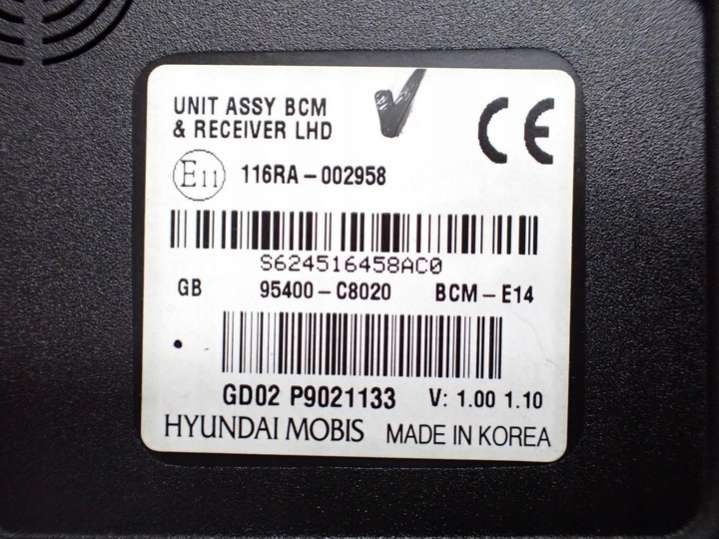 UNIT ASSY BCM
& RECEIVER LHD
CE
E11 116RA-002958
S624516458AC0
GB 95400-C8020 BCM-E14
GD02 P9021133 V: 1.00 1.10
HYUNDAI MOBIS MADE IN KOREA